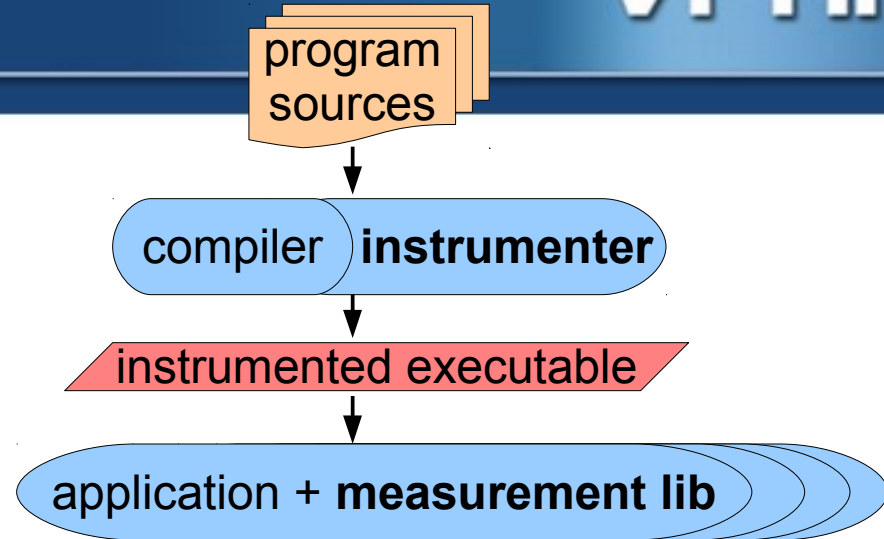 program
sources
compiler instrumenter
instrumented executable
application + measurement lib